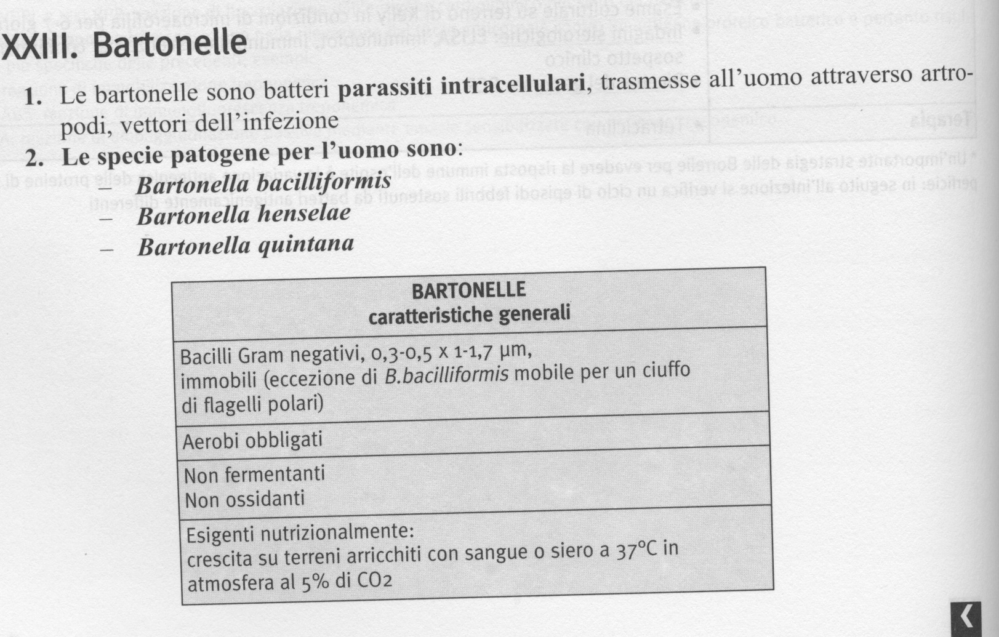 XXIII. Bartonelle
1. Le bartonelle sono batteri parassiti intracellulari, trasmesse all'uomo attraverso artro-
podi, vettori dell'infezione
2. Le specie patogene per l'uomo sono:
– Bartonella bacilliformis
– Bartonella henselae
– Bartonella quintana
BARTONELLE
caratteristiche generali
Bacilli Gram negativi, 0,3-0,5 x 1-1,7 µm,
immobili (eccezione di B.bacilliformis mobile per un ciuffo
di flagelli polari)
Aerobi obbligati
Non fermentanti
Non ossidanti
Esigenti nutrizionalmente:
crescita su terreni arricchiti con sangue o siero a 37°C in
atmosfera al 5% di CO2